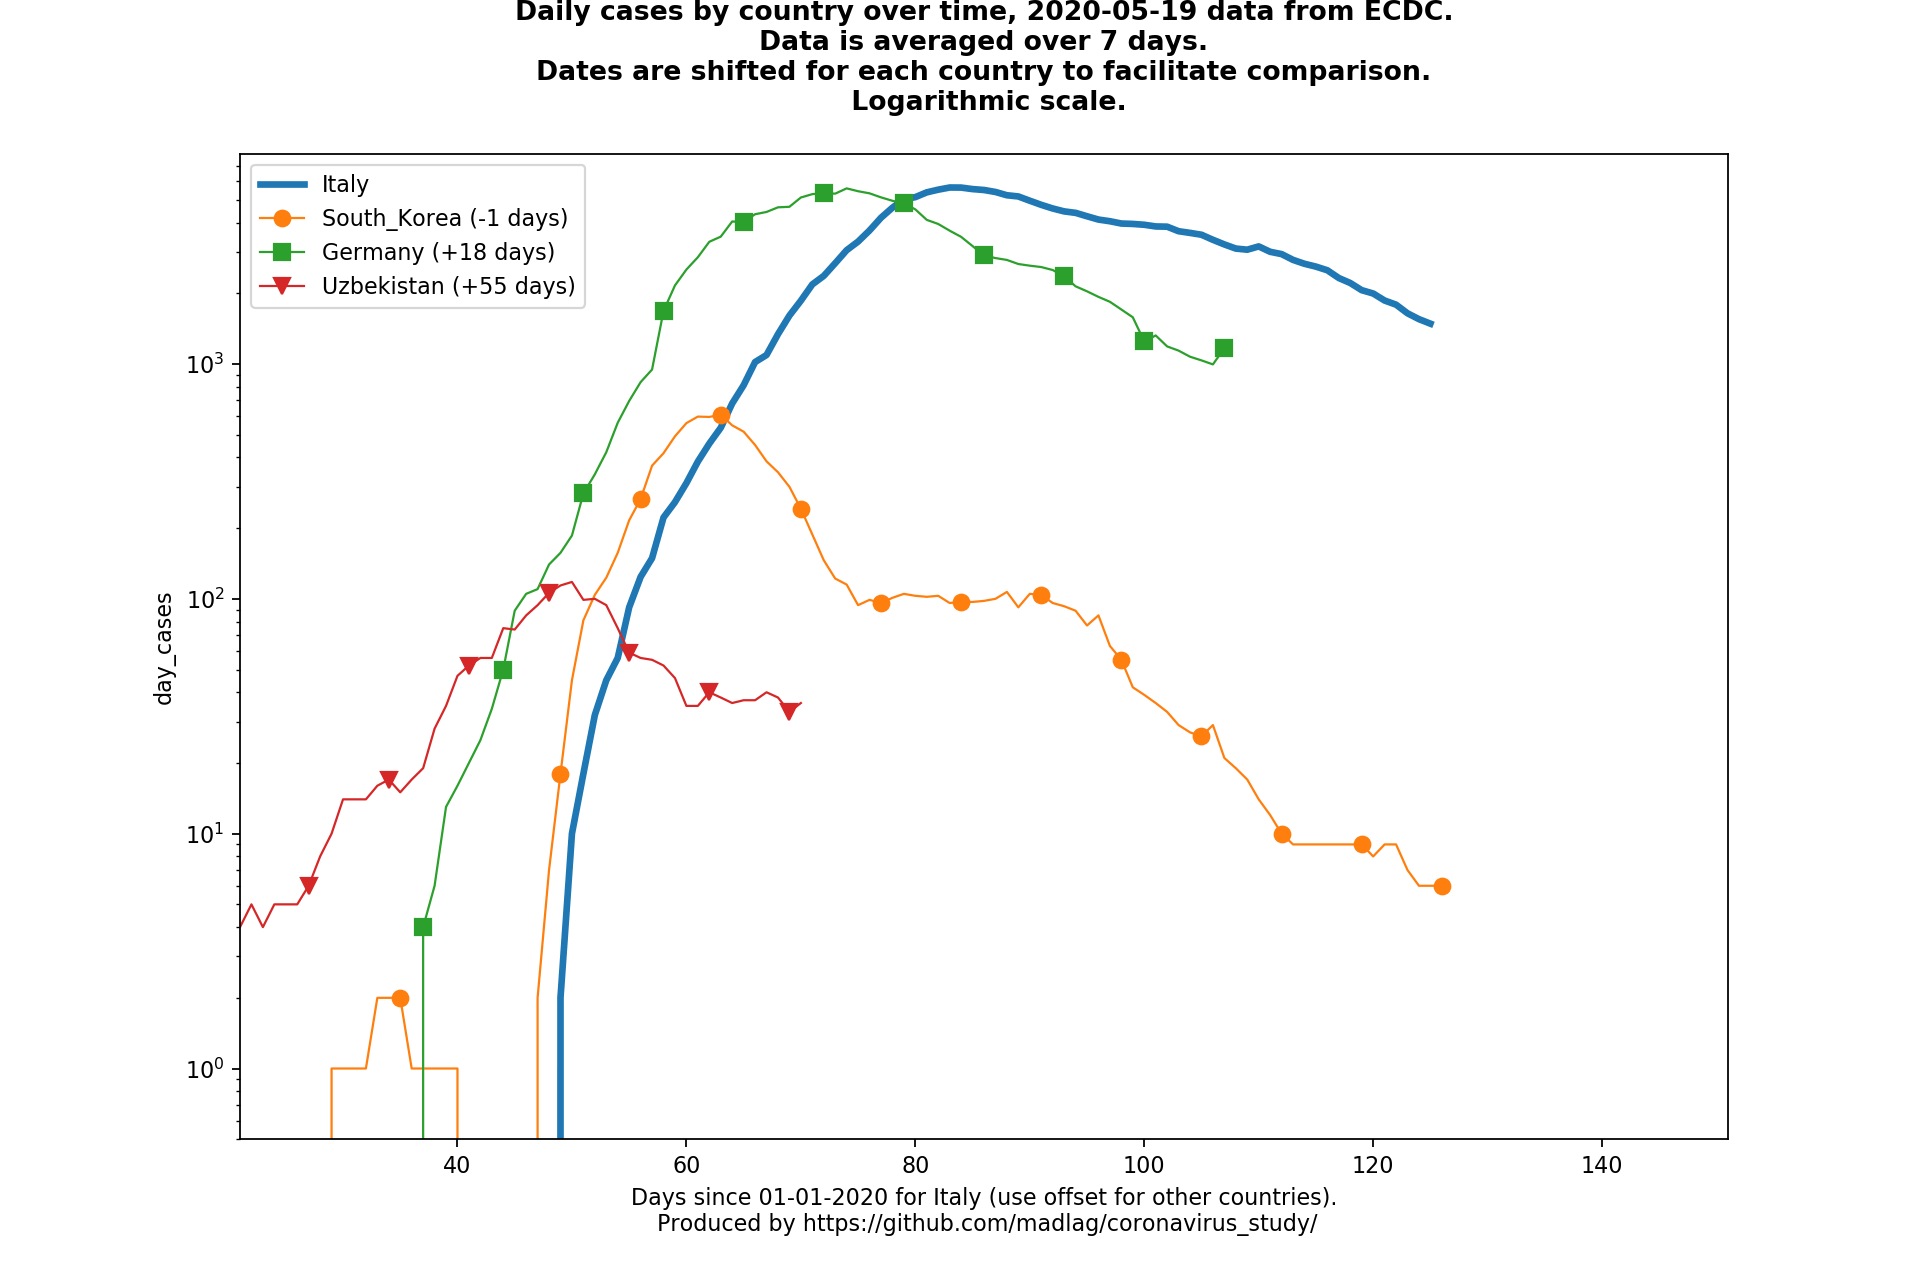 Daily cases by country over time, 2020-05-19 data from ECDC.
Data is averaged over 7 days.
Dates are shifted for each country to facilitate comparison.
Logarithmic scale.
Italy
South_Korea (-1 days)
Germany (+18 days)
Uzbekistan (+55 days)
day_cases
10³
10²
10¹
10⁰
40 60 80 100 120 140
Days since 01-01-2020 for Italy (use offset for other countries).
Produced by https://github.com/madlag/coronavirus_study/